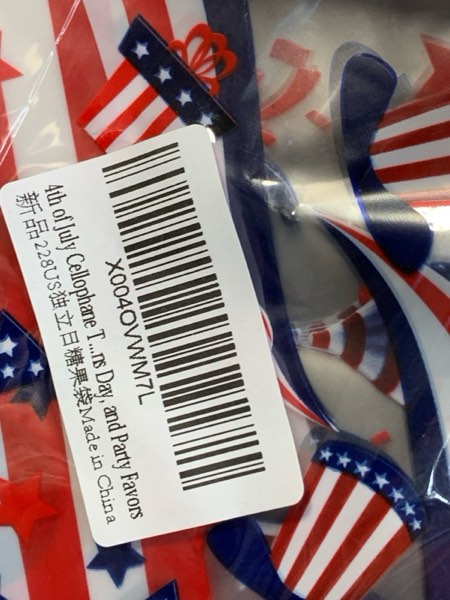 X004OVWM7L
4th of July Cellophane T...ns Day, and Party Favors
新品228US独立日糖果袋Made in China